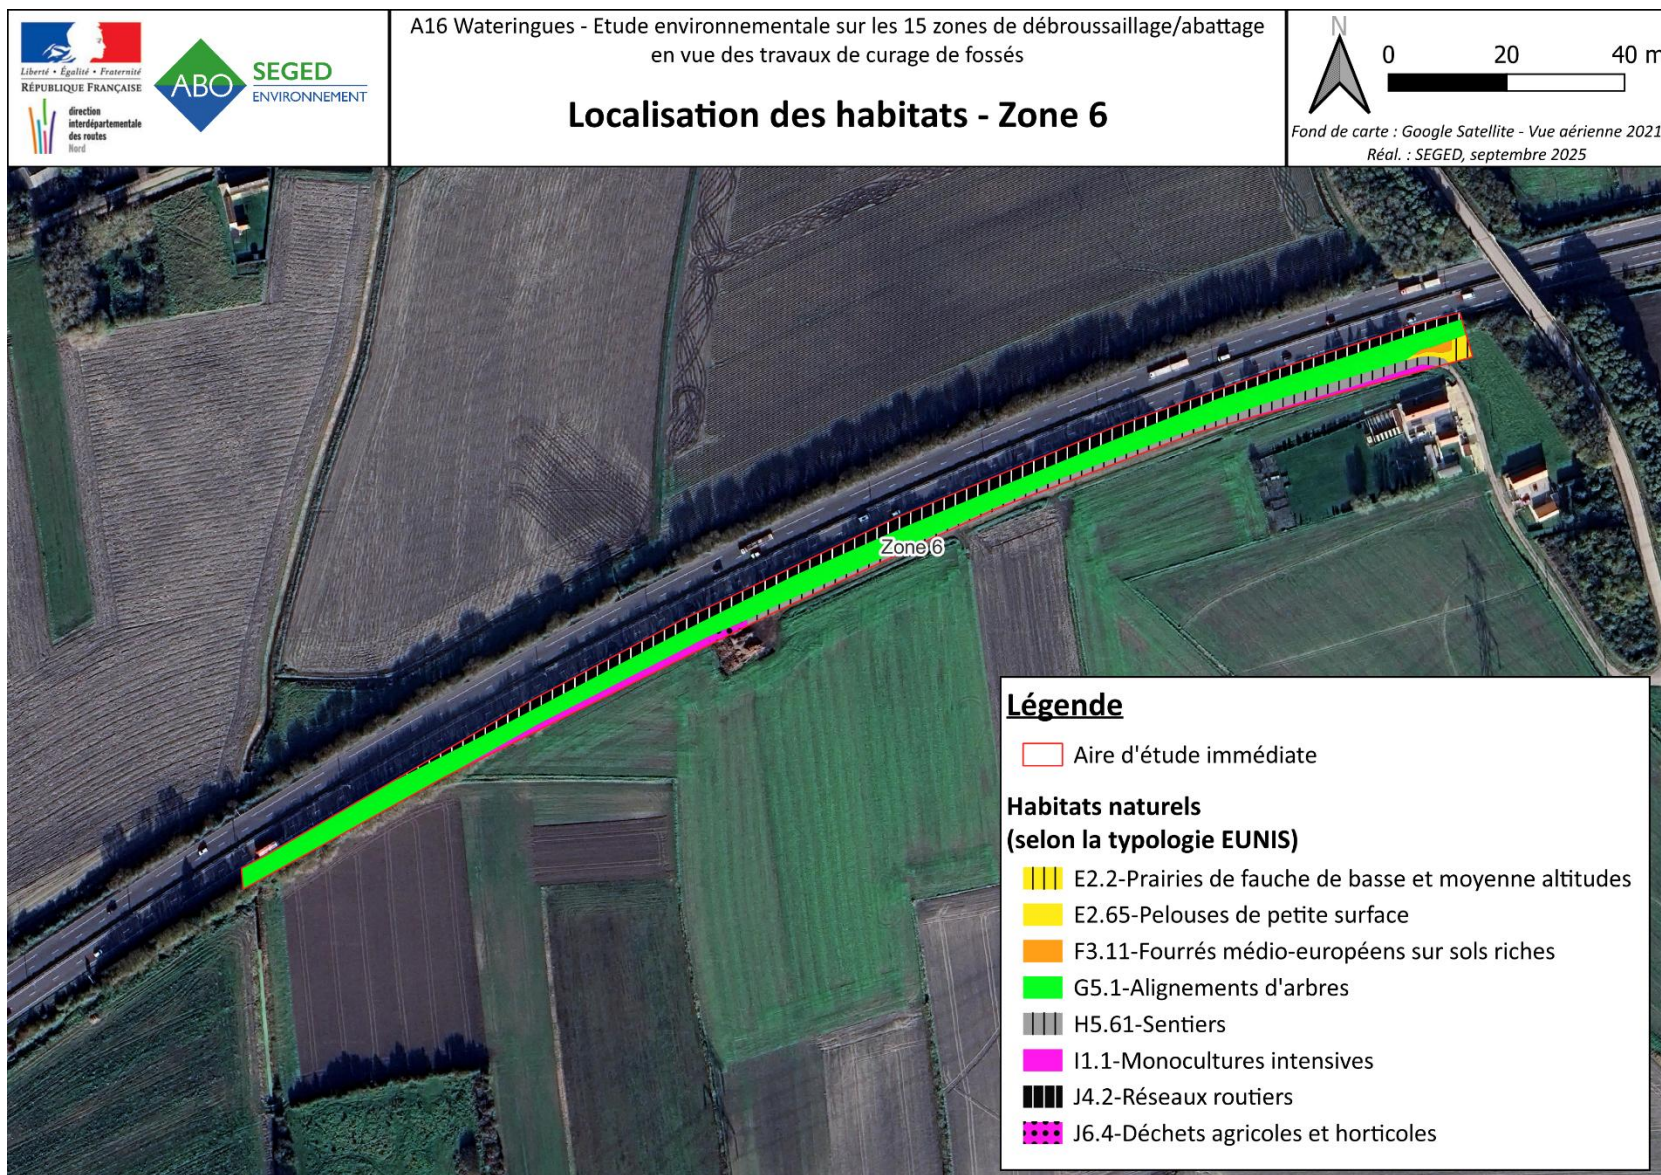 Liberté • Égalité • Fraternité
RÉPUBLIQUE FRANÇAISE
direction
interdépartementale
des routes
Nord
ABO
SEGED
ENVIRONNEMENT
A16 Wateringues - Etude environnementale sur les 15 zones de débroussaillage/abattage
en vue des travaux de curage de fossés
Localisation des habitats - Zone 6
N
0 20 40 m
Fond de carte : Google Satellite - Vue aérienne 2021
Réal. : SEGED, septembre 2025
Zone 6
Légende
Aire d'étude immédiate
Habitats naturels
(selon la typologie EUNIS)
E2.2-Prairies de fauche de basse et moyenne altitudes
E2.65-Pelouses de petite surface
F3.11-Fourrés médio-européens sur sols riches
G5.1-Alignements d'arbres
H5.61-Sentiers
I1.1-Monocultures intensives
J4.2-Réseaux routiers
J6.4-Déchets agricoles et horticoles